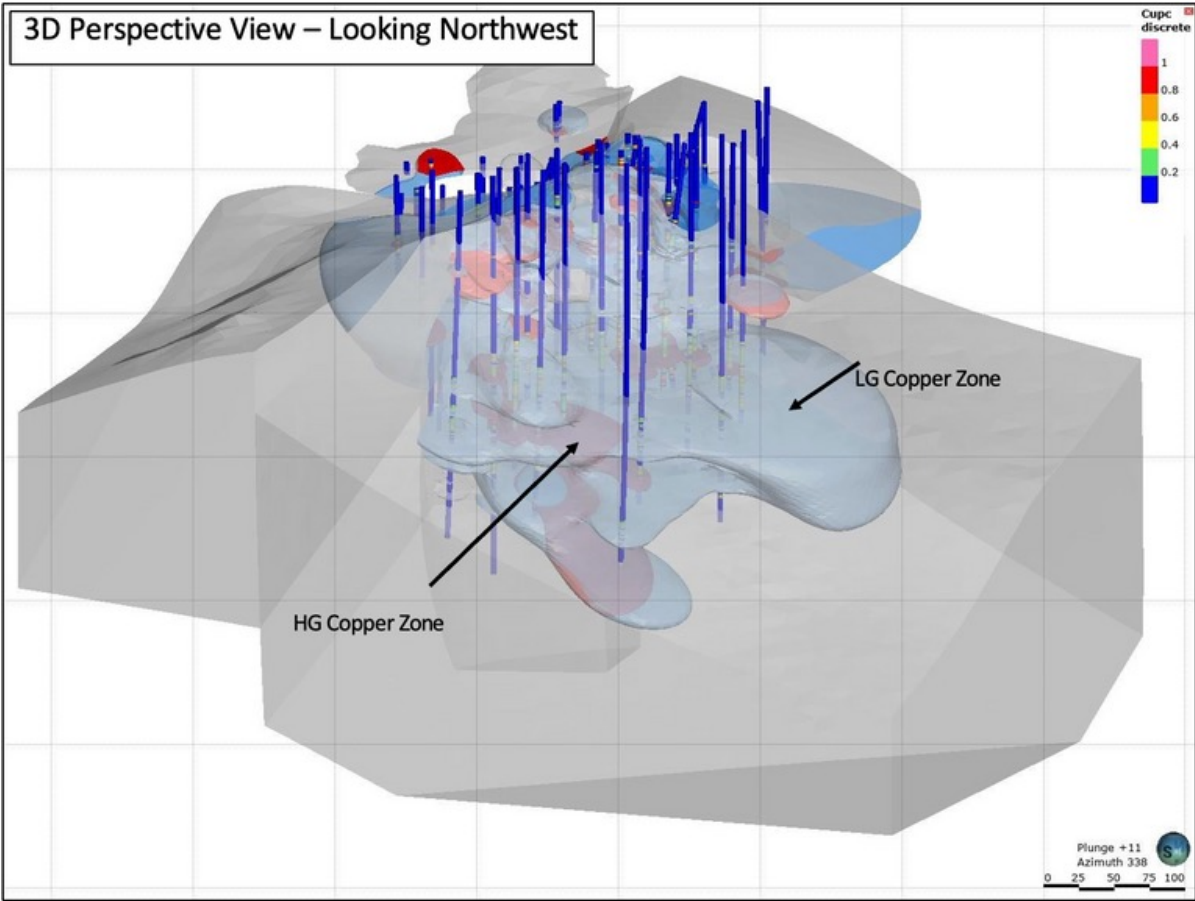 3D Perspective View – Looking Northwest
Cupc
discrete
1
0.8
0.6
0.4
0.2
LG Copper Zone
HG Copper Zone
Plunge +11
Azimuth 338
S
0 25 50 75 100